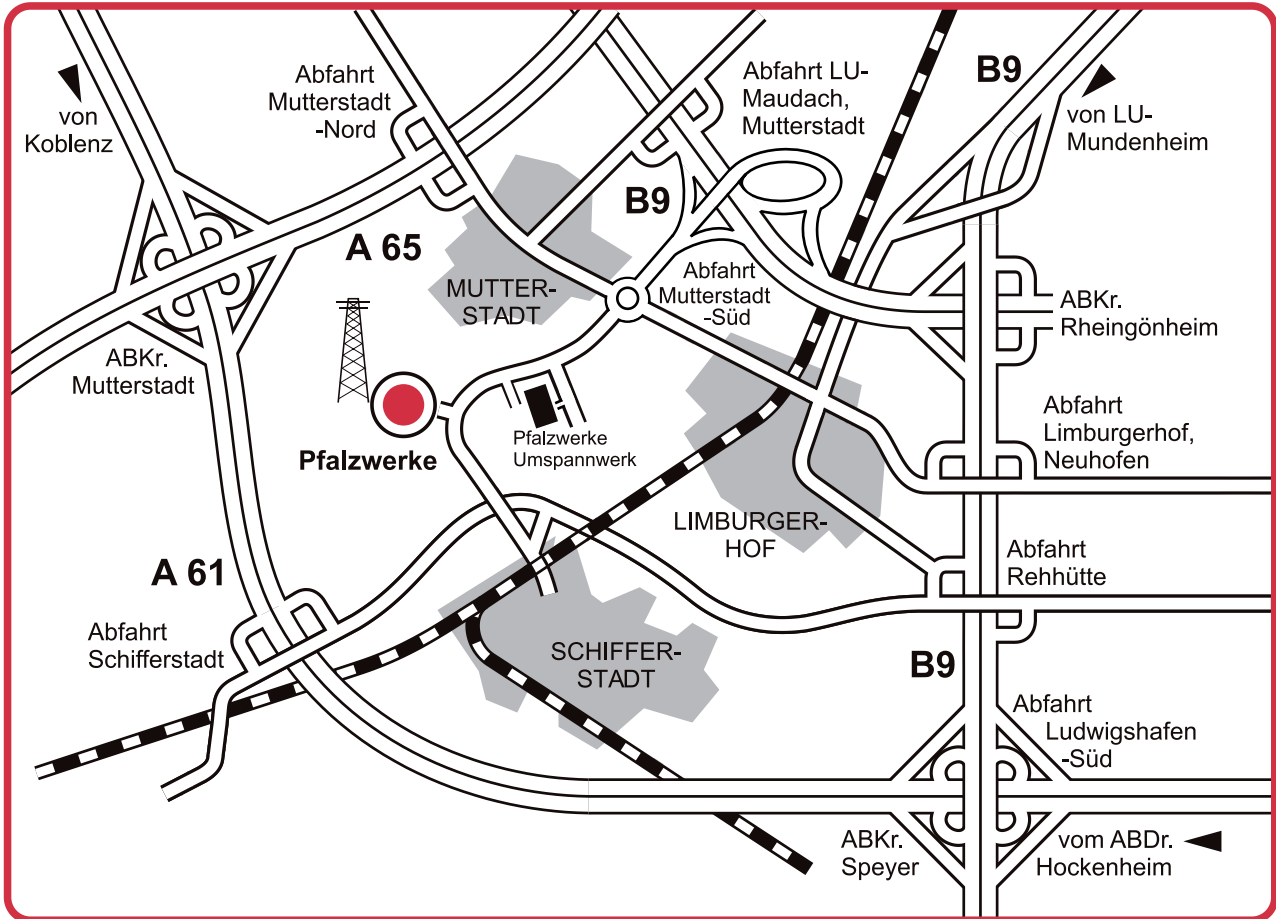 von
Koblenz
Abfahrt
Mutterstadt
-Nord
Abfahrt LU-
Maudach,
Mutterstadt
B9
von LU-
Mundenheim
B9
A 65
MUTTER-
STADT
Abfahrt
Mutterstadt
-Süd
ABKr.
Rheingönheim
ABKr.
Mutterstadt
Pfalzwerke
Pfalzwerke
Umspannwerk
Abfahrt
Limburgerhof,
Neuhofen
LIMBURGER-
HOF
Abfahrt
Rehhütte
A 61
Abfahrt
Schifferstadt
SCHIFFER-
STADT
B9
Abfahrt
Ludwigshafen
-Süd
ABKr.
Speyer
vom ABDr.
Hockenheim